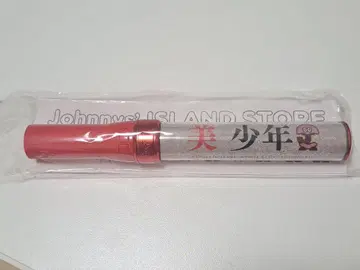 Johnnys' ISLAND STORE
美 少年